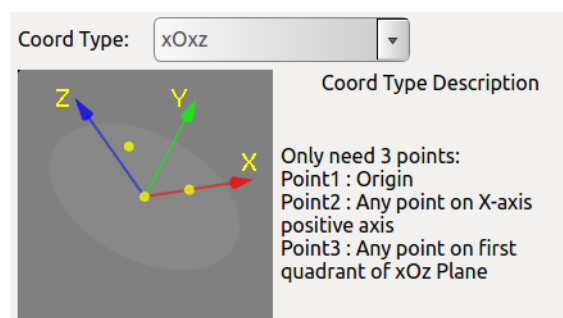 Coord Type: xOxz
Coord Type Description
Z Y
X
Only need 3 points:
Point1 : Origin
Point2 : Any point on X-axis
positive axis
Point3 : Any point on first
quadrant of xOz Plane